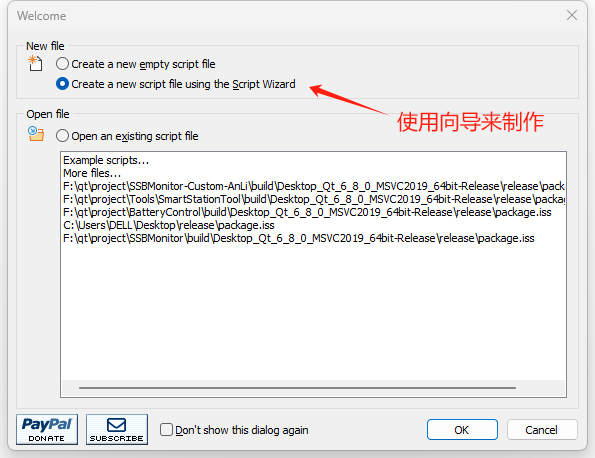 Welcome
New file
Create a new empty script file
Create a new script file using the Script Wizard
使用向导来制作
Open file
Open an existing script file
Example scripts...
More files...
F:\qt\project\SSBMonitor-Custom-AnLi\build\Desktop_Qt_6_8_0_MSVC2019_64bit-Release\release\packa
F:\qt\project\Tools\SmartStationTool\build\Desktop_Qt_6_8_0_MSVC2019_64bit-Release\release\packag
F:\qt\project\BatteryControl\build\Desktop_Qt_6_8_0_MSVC2019_64bit-Release\release\package.iss
C:\Users\DELL\Desktop\release\package.iss
F:\qt\project\SSBMonitor\build\Desktop_Qt_6_8_0_MSVC2019_64bit-Release\release\package.iss
PayPal
DONATE
SUBSCRIBE
Don't show this dialog again
OK
Cancel